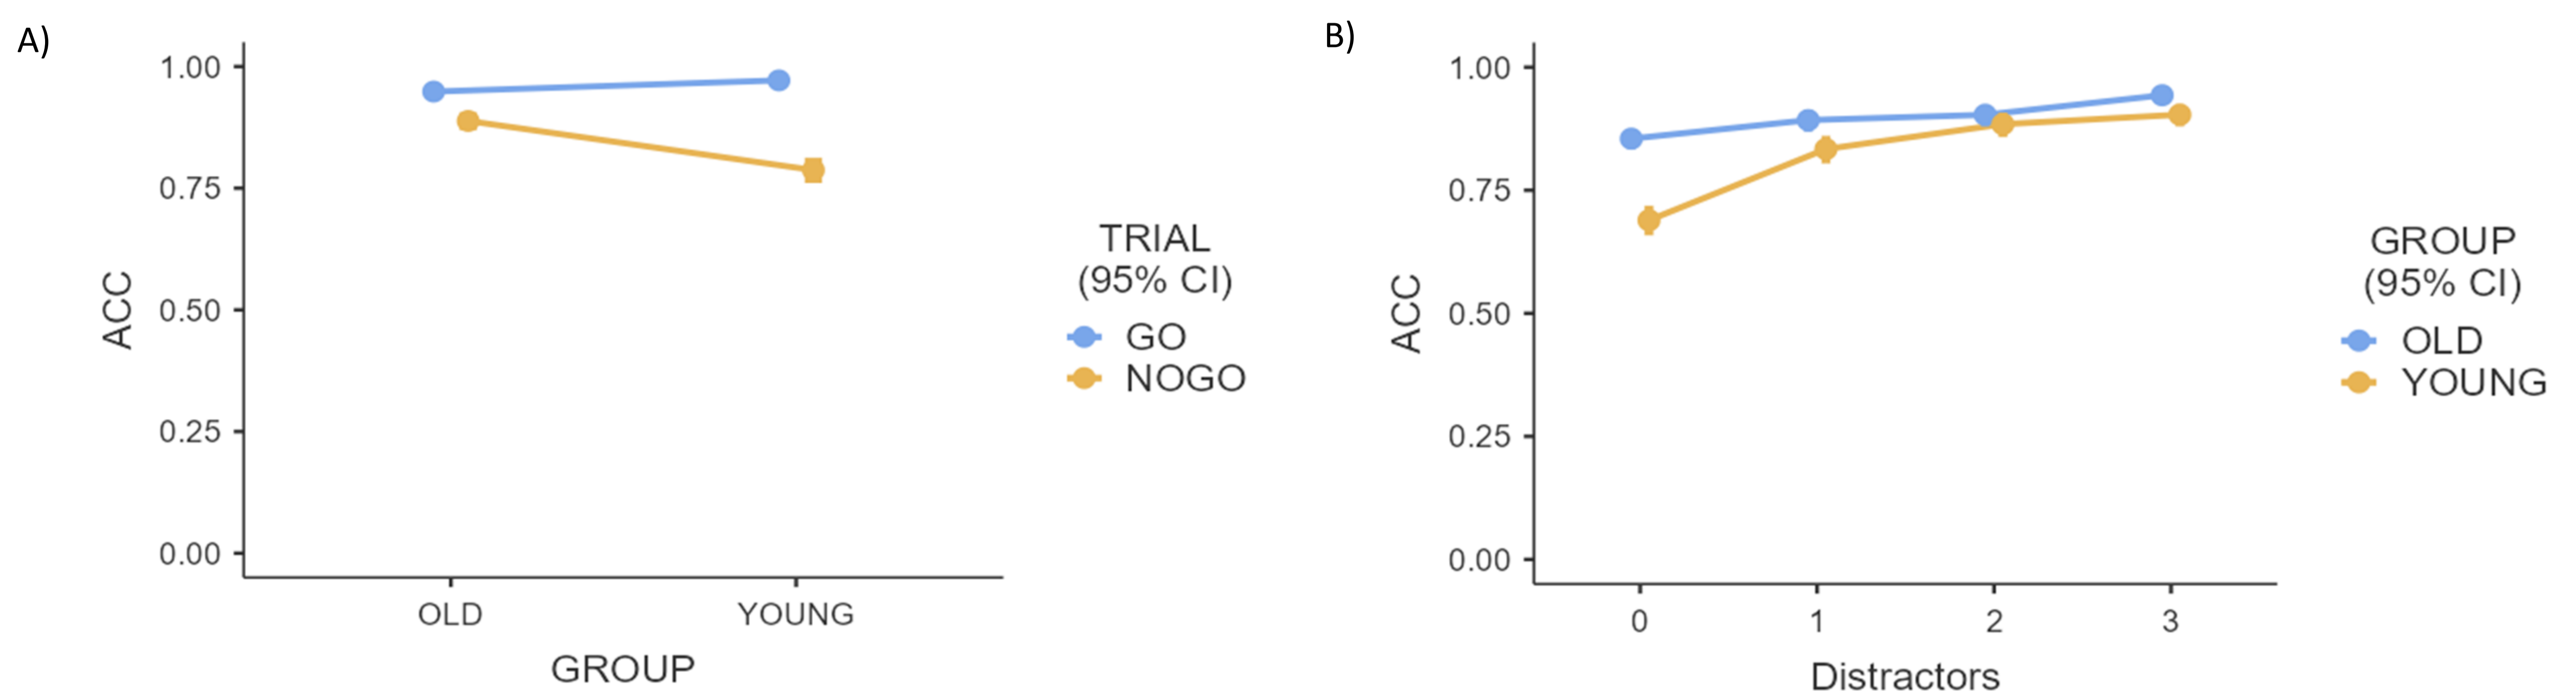 A)
1.00
0.75
0.50
0.25
0.00
ACC
OLD
YOUNG
GROUP
TRIAL
(95% CI)
GO
NOGO
B)
1.00
0.75
0.50
0.25
0.00
ACC
0
1
2
3
Distractors
GROUP
(95% CI)
OLD
YOUNG